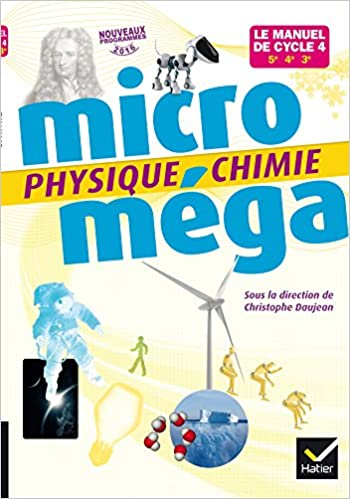 NOUVEAUX
PROGRAMMES
2016
LE MANUEL
DE CYCLE 4
5e 4e 3e
micro
PHYSIQUE CHIMIE
méga
Sous la direction de
Christophe Daujean
Hatier